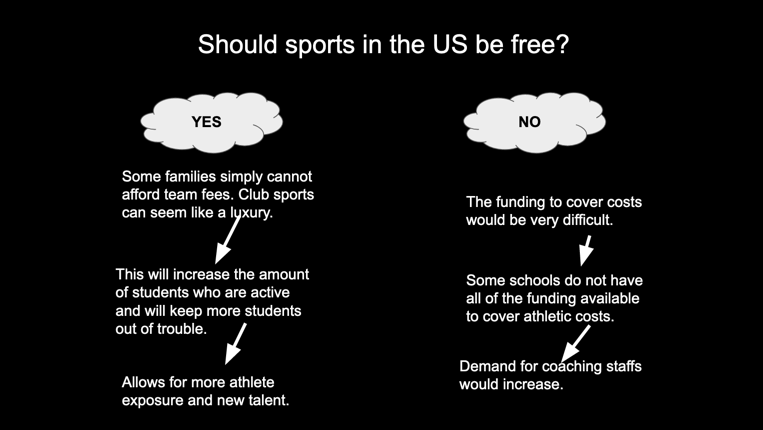 Should sports in the US be free?
YES
Some families simply cannot
afford team fees. Club sports
can seem like a luxury.
This will increase the amount
of students who are active
and will keep more students
out of trouble.
Allows for more athlete
exposure and new talent.
NO
The funding to cover costs
would be very difficult.
Some schools do not have
all of the funding available
to cover athletic costs.
Demand for coaching staffs
would increase.